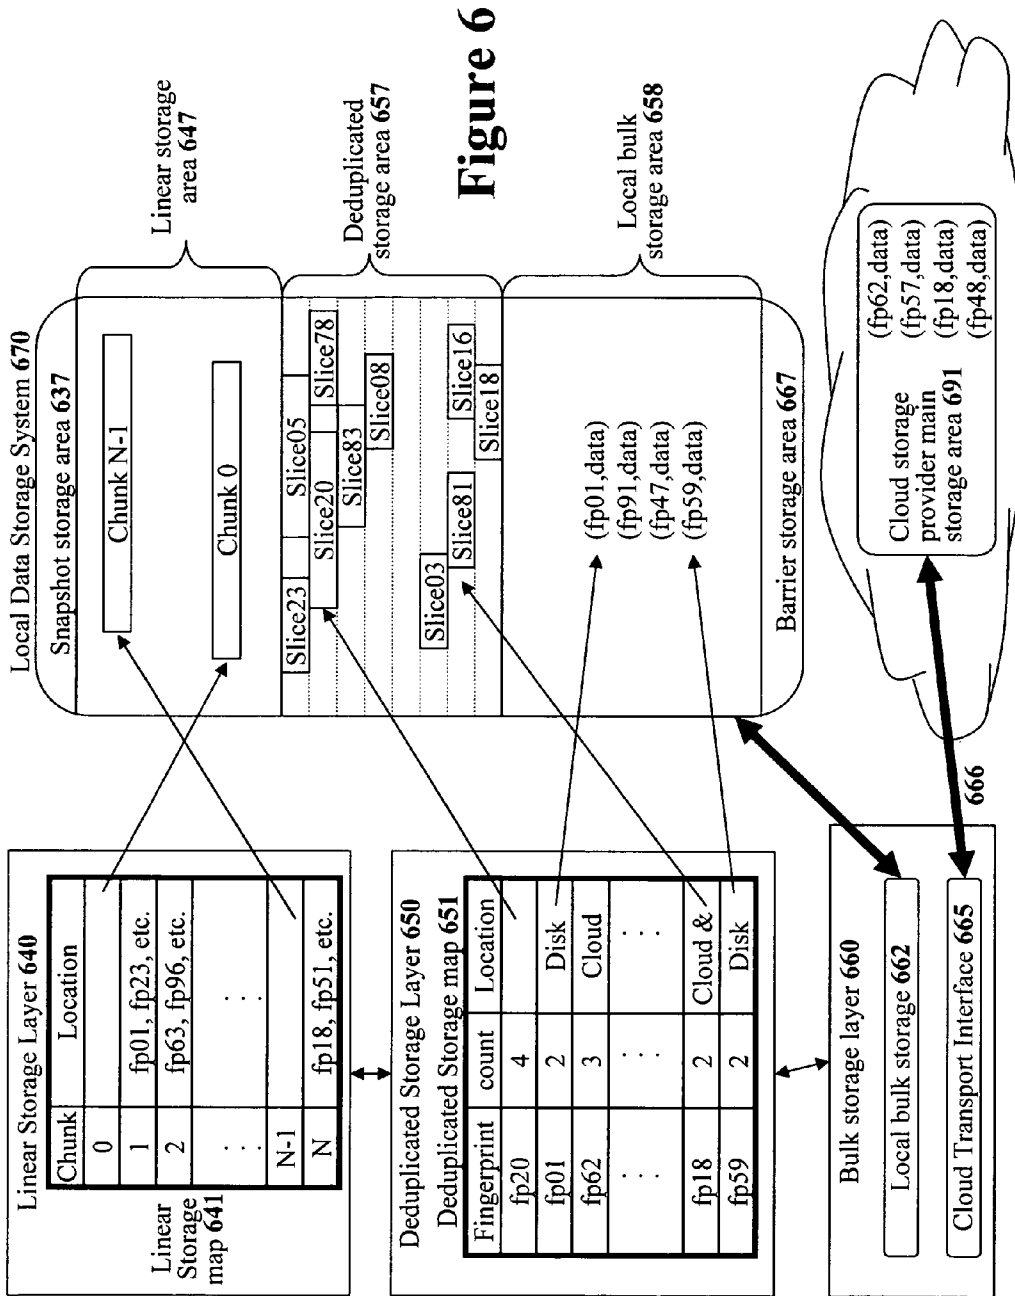 Linear Storage Layer 640
Chunk Location
0
1 fp01, fp23, etc.
2 fp63, fp96, etc.
: :
N-1
N fp18, fp51, etc.
Linear
Storage
map 641
Deduplicated Storage Layer 650
Deduplicated Storage map 651
Fingerprint count Location
fp20 4
fp01 2 Disk
fp62 3 Cloud
: : :
fp18 2 Cloud &
fp59 2 Disk
Bulk storage layer 660
Local bulk storage 662
Cloud Transport Interface 665
666
Local Data Storage System 670
Snapshot storage area 637
Chunk N-1
Chunk 0
Slice23
Slice05
Slice20
Slice78
Slice83
Slice08
Slice03
Slice81
Slice16
Slice18
(fp01,data)
(fp91,data)
(fp47,data)
(fp59,data)
Barrier storage area 667
Linear storage
area 647
Deduplicated
storage area 657
Local bulk
storage area 658
Cloud storage
provider main
storage area 691
(fp62,data)
(fp57,data)
(fp18,data)
(fp48,data)
Figure 6